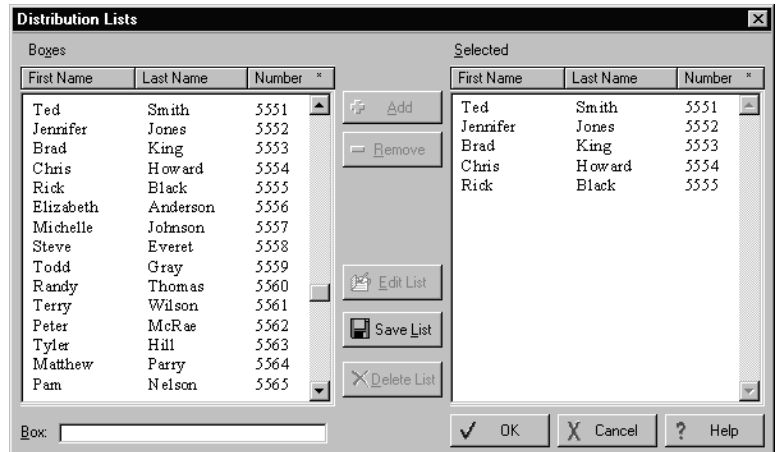 Distribution Lists
Boxes
First Name Last Name Number *
Ted Smith 5551
Jennifer Jones 5552
Brad King 5553
Chris Howard 5554
Rick Black 5555
Elizabeth Anderson 5556
Michelle Johnson 5557
Steve Everet 5558
Todd Gray 5559
Randy Thomas 5560
Terry Wilson 5561
Peter McRae 5562
Tyler Hill 5563
Matthew Parry 5564
Pam Nelson 5565
Box:
Add
Remove
Edit List
Save List
Delete List
Selected
First Name Last Name Number *
Ted Smith 5551
Jennifer Jones 5552
Brad King 5553
Chris Howard 5554
Rick Black 5555
OK Cancel ? Help